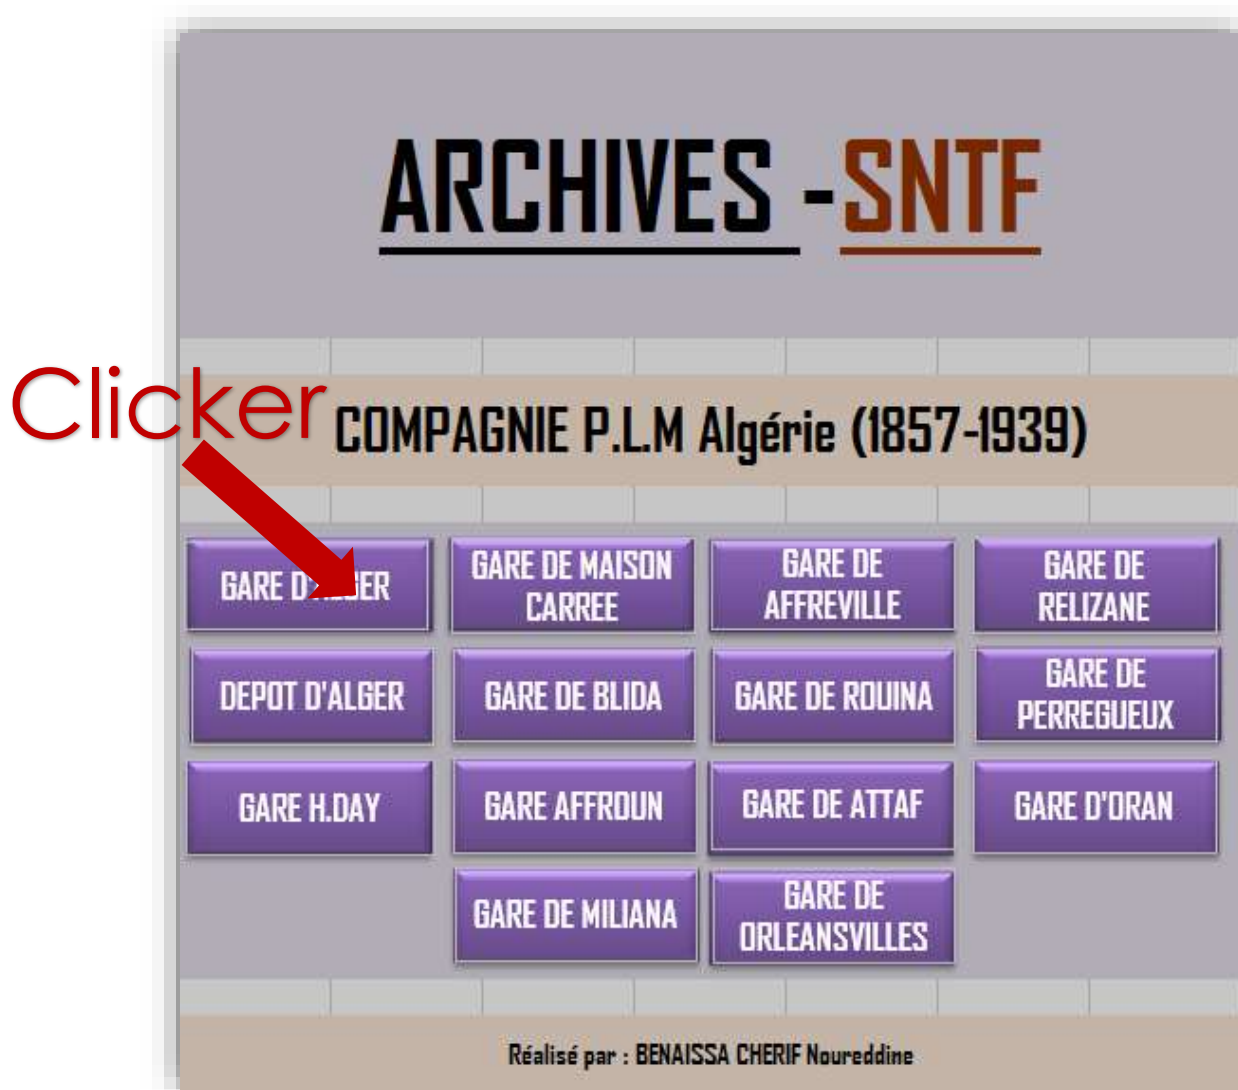 ARCHIVES -SNTF
Clicker
COMPAGNIE P.L.M Algérie (1857-1939)
GARE D'ALGER
GARE DE MAISON
CARREE
GARE DE
AFFREVILLE
GARE DE
RELIZANE
DEPOT D'ALGER
GARE DE BLIDA
GARE DE ROUINA
GARE DE
PERREGUEUX
GARE H.DAY
GARE AFFROUN
GARE DE ATTAF
GARE D'ORAN
GARE DE MILIANA
GARE DE
ORLEANSVILLES
Réalisé par : BENAISSA CHERIF Noureddine